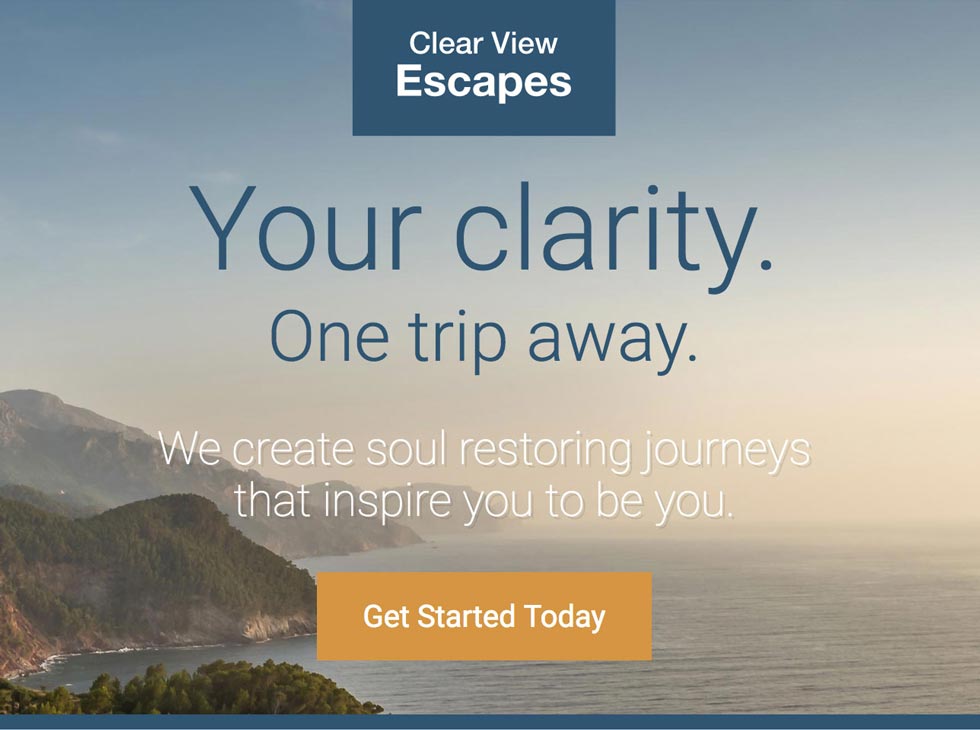 Clear View
Escapes
Your clarity.
One trip away.
We create soul restoring journeys
that inspire you to be you.
Get Started Today